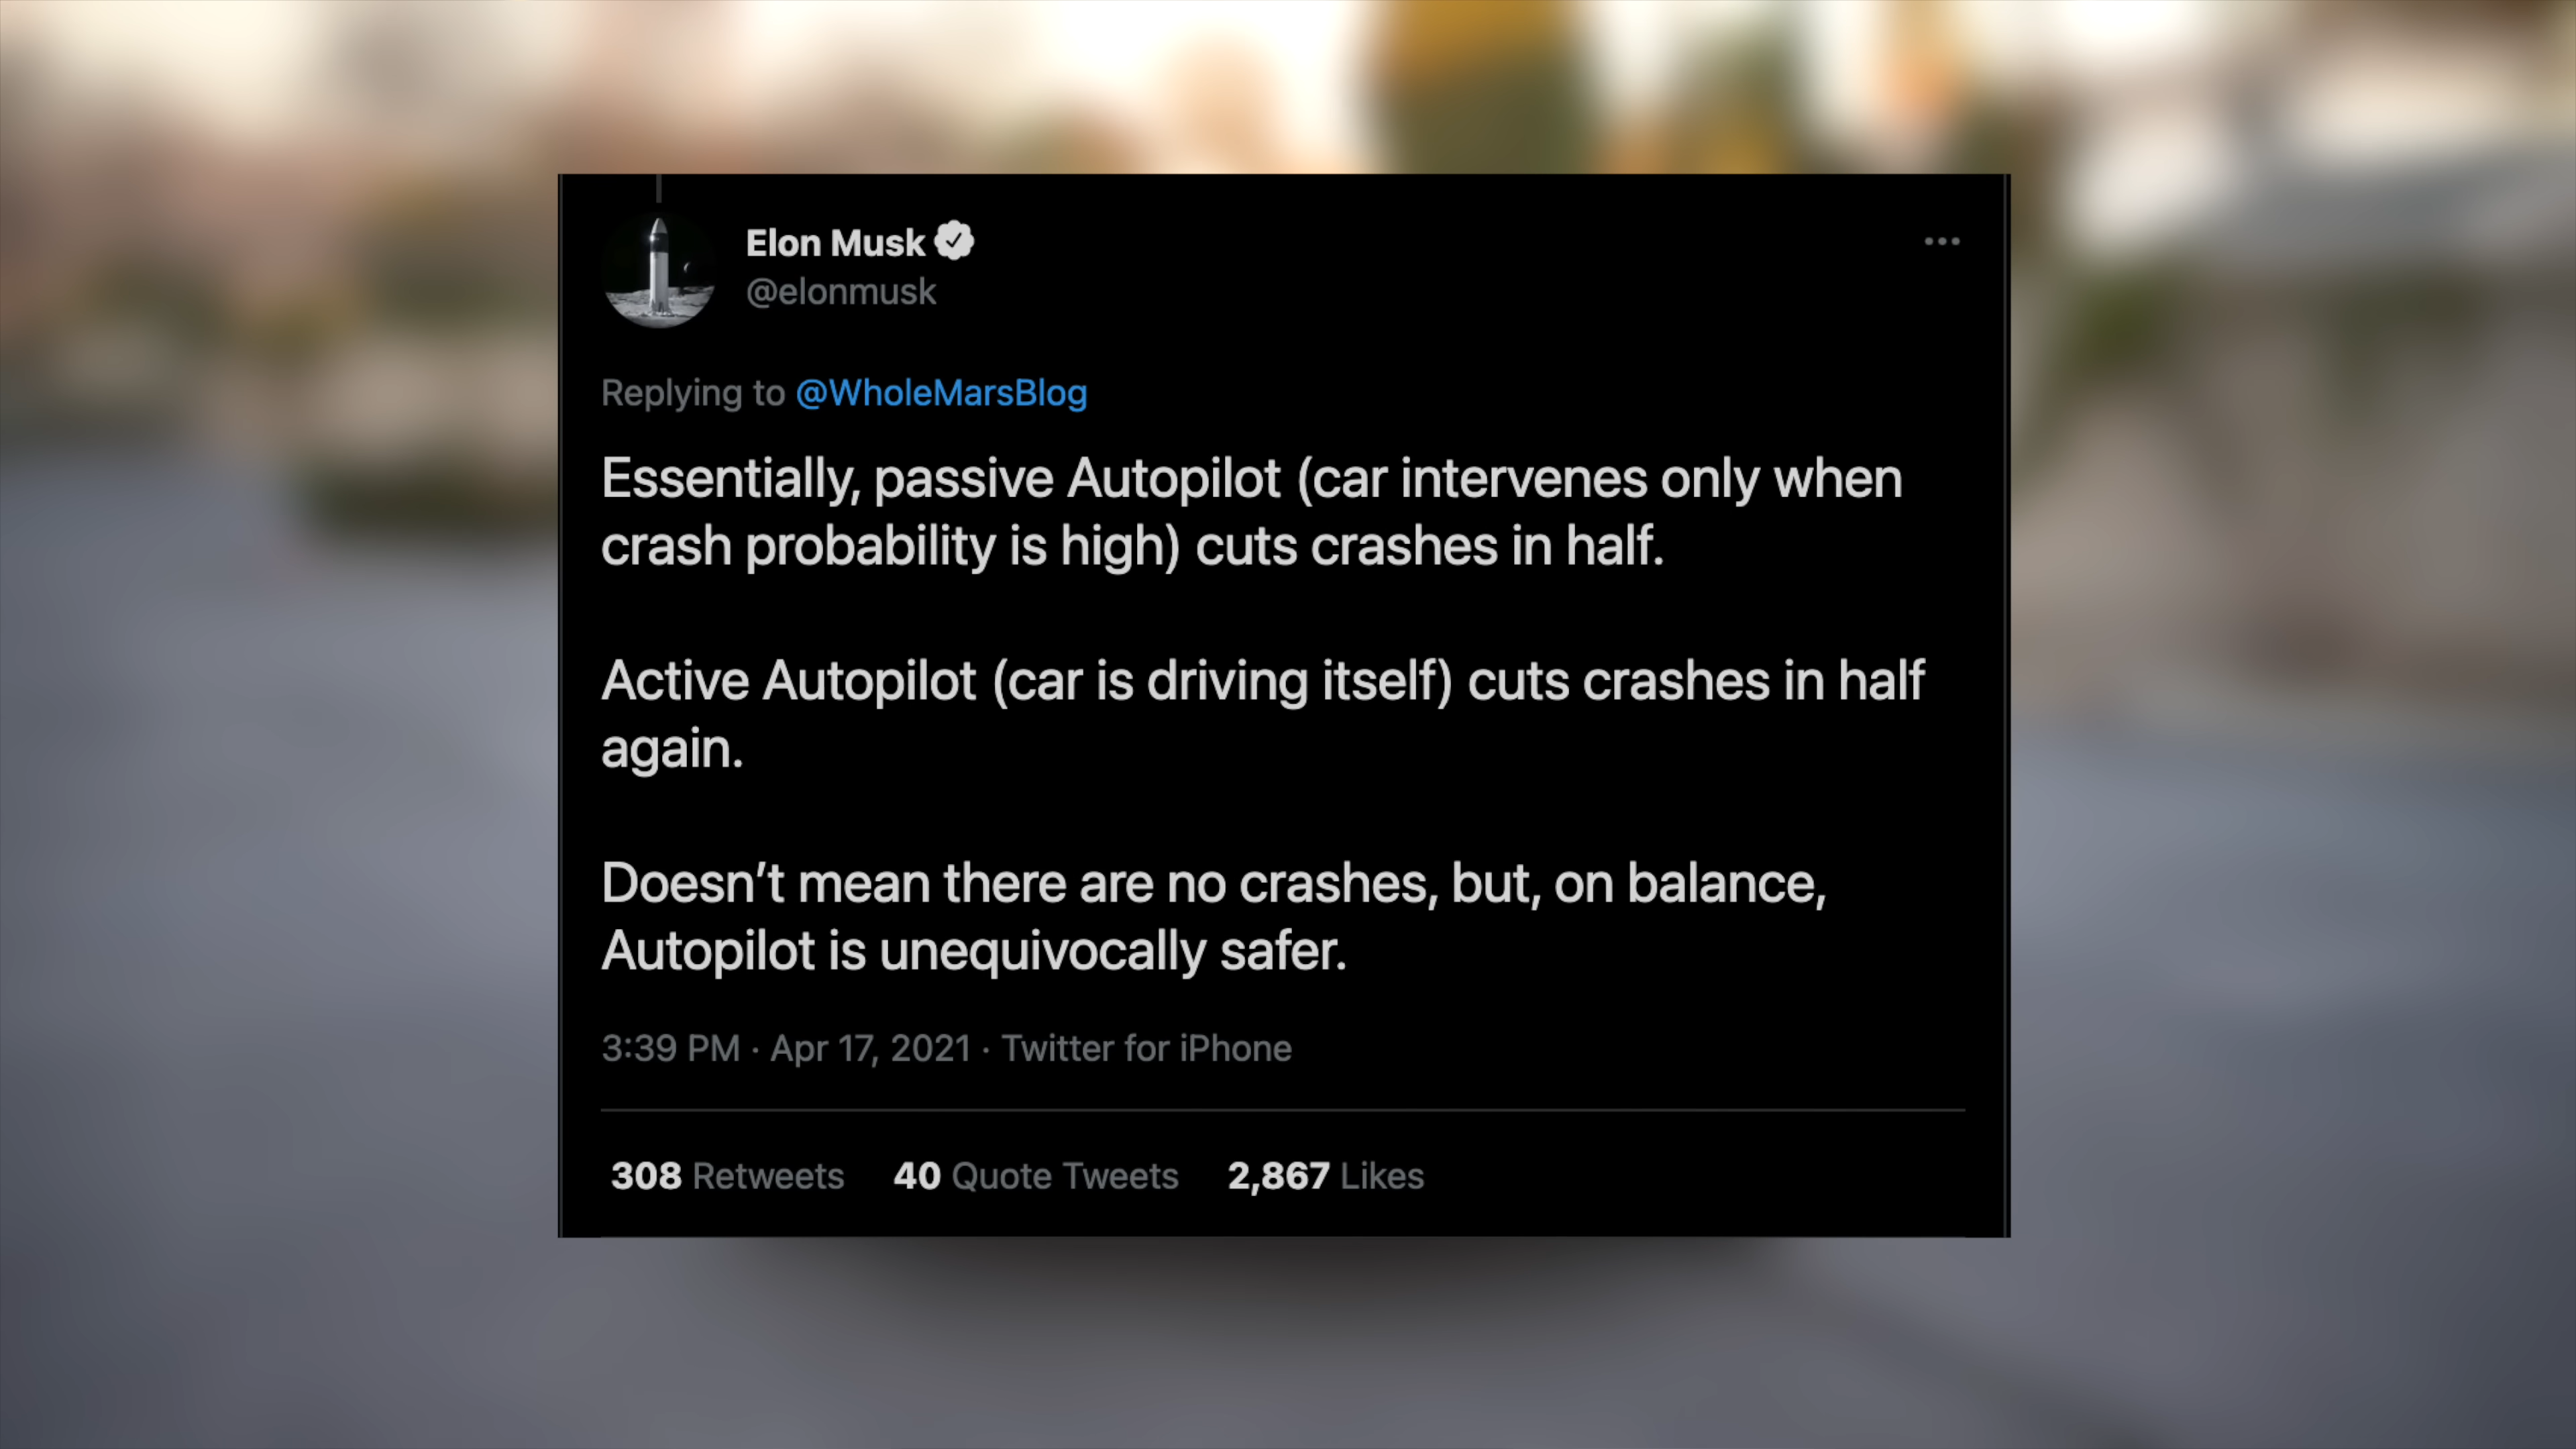 Elon Musk
@elonmusk
Replying to @WholeMarsBlog
Essentially, passive Autopilot (car intervenes only when
crash probability is high) cuts crashes in half.
Active Autopilot (car is driving itself) cuts crashes in half
again.
Doesn’t mean there are no crashes, but, on balance,
Autopilot is unequivocally safer.
3:39 PM · Apr 17, 2021 · Twitter for iPhone
308 Retweets 40 Quote Tweets 2,867 Likes